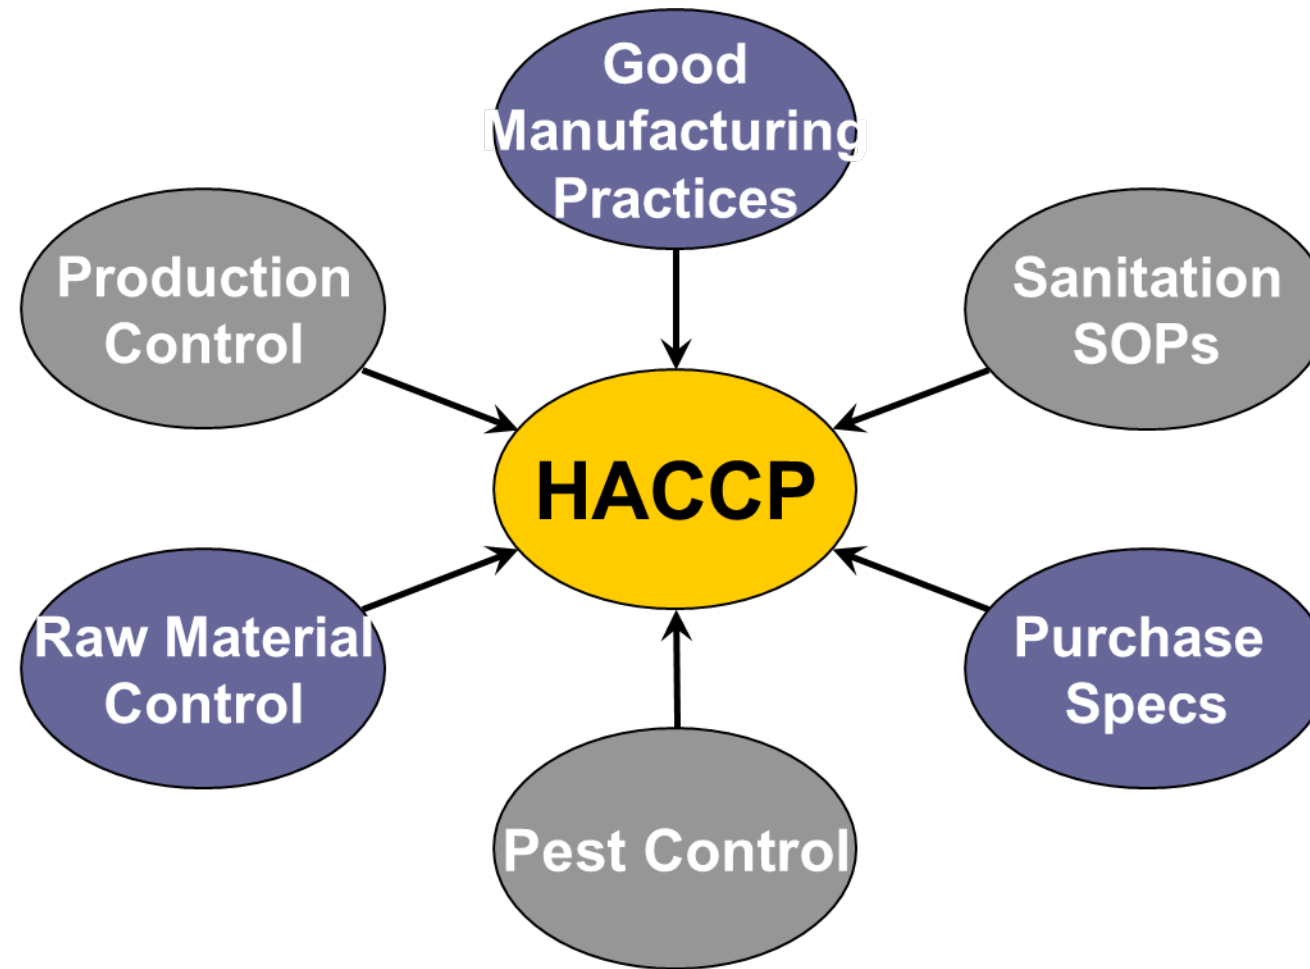 Good
Manufacturing
Practices
Production
Control
Sanitation
SOPs
HACCP
Raw Material
Control
Purchase
Specs
Pest Control